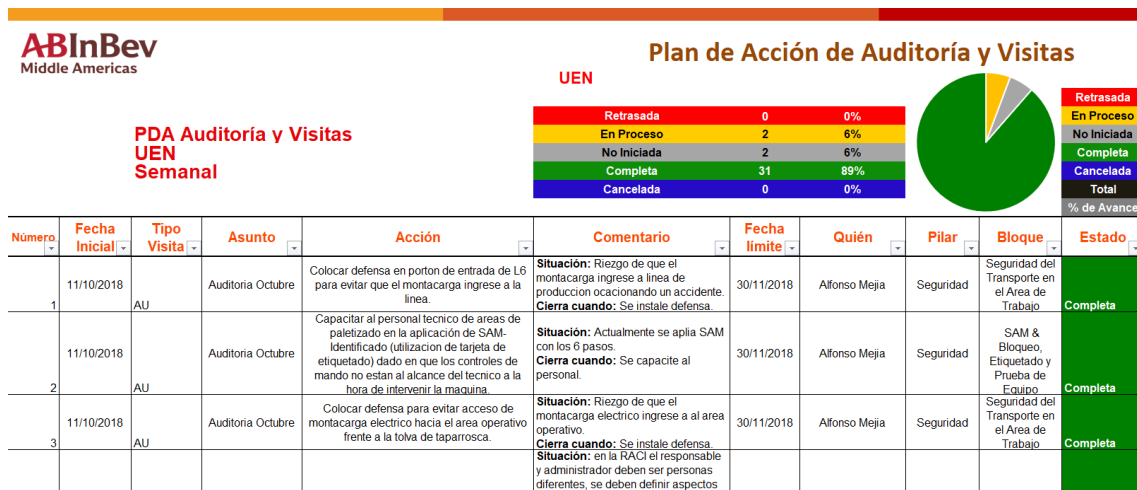 ABInBev
Middle Americas
Plan de Acción de Auditoría y Visitas
UEN
PDA Auditoría y Visitas
UEN
Semanal
Retrasada 0 0%
En Proceso 2 6%
No Iniciada 2 6%
Completa 31 89%
Cancelada 0 0%
Retrasada
En Proceso
No Iniciada
Completa
Cancelada
Total
% de Avance
Número
Fecha
Inicial
Tipo
Visita
Asunto
Acción
Comentario
Fecha
límite
Quién
Pilar
Bloque
Estado
1
11/10/2018
AU
Auditoria Octubre
Colocar defensa en porton de entrada de L6
para evitar que el montacarga ingrese a la
linea.
Situación: Riezgo de que el
montacarga ingrese a linea de
produccion ocacionando un accidente.
Cierra cuando: Se instale defensa.
30/11/2018
Alfonso Mejia
Seguridad
Seguridad del
Transporte en
el Area de
Trabajo
Completa
2
11/10/2018
AU
Auditoria Octubre
Capacitar al personal tecnico de areas de
paletizado en la aplicación de SAM-
Identificado (utilizacion de tarjeta de
etiquetado) dado en que los controles de
mando no estan al alcance del tecnico a la
hora de intervenir la maquina.
Situación: Actualmente se aplia SAM
con los 6 pasos.
Cierra cuando: Se capacite al
personal.
30/11/2018
Alfonso Mejia
Seguridad
SAM &
Bloqueo,
Etiquetado y
Prueba de
Equipo
Completa
3
11/10/2018
AU
Auditoria Octubre
Colocar defensa para evitar acceso de
montacarga electrico hacia el area operativo
frente a la tolva de taparrosca.
Situación: Riezgo de que el
montacarga electrico ingrese a al area
operativo.
Cierra cuando: Se instale defensa.
30/11/2018
Alfonso Mejia
Seguridad
Seguridad del
Transporte en
el Area de
Trabajo
Completa
Situación: en la RACI el responsable
y administrador deben ser personas
diferentes, se deben definir aspectos